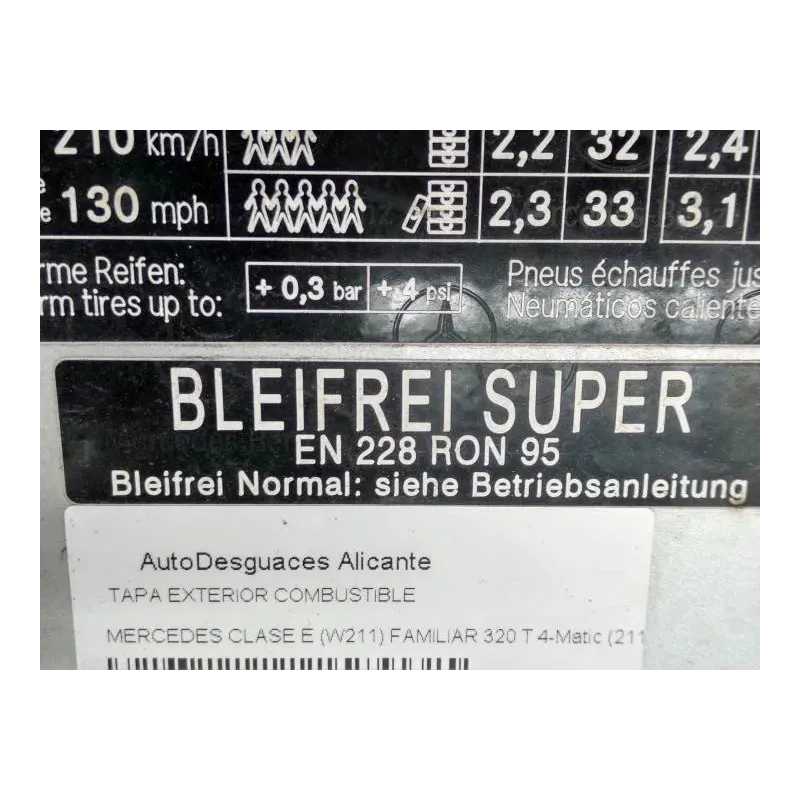 210 km/h 2,2 32 2,4
e
e 130 mph 2,3 33 3,1
rme Reifen:
rm tires up to:
+ 0,3 bar + 4 psi
Pneus échauffes jus
Neumáticos caliente
BLEIFREI SUPER
EN 228 RON 95
Bleifrei Normal: siehe Betriebsanleitung
AutoDesguaces Alicante
TAPA EXTERIOR COMBUSTIBLE
MERCEDES CLASE E (W211) FAMILIAR 320 T 4-Matic (211